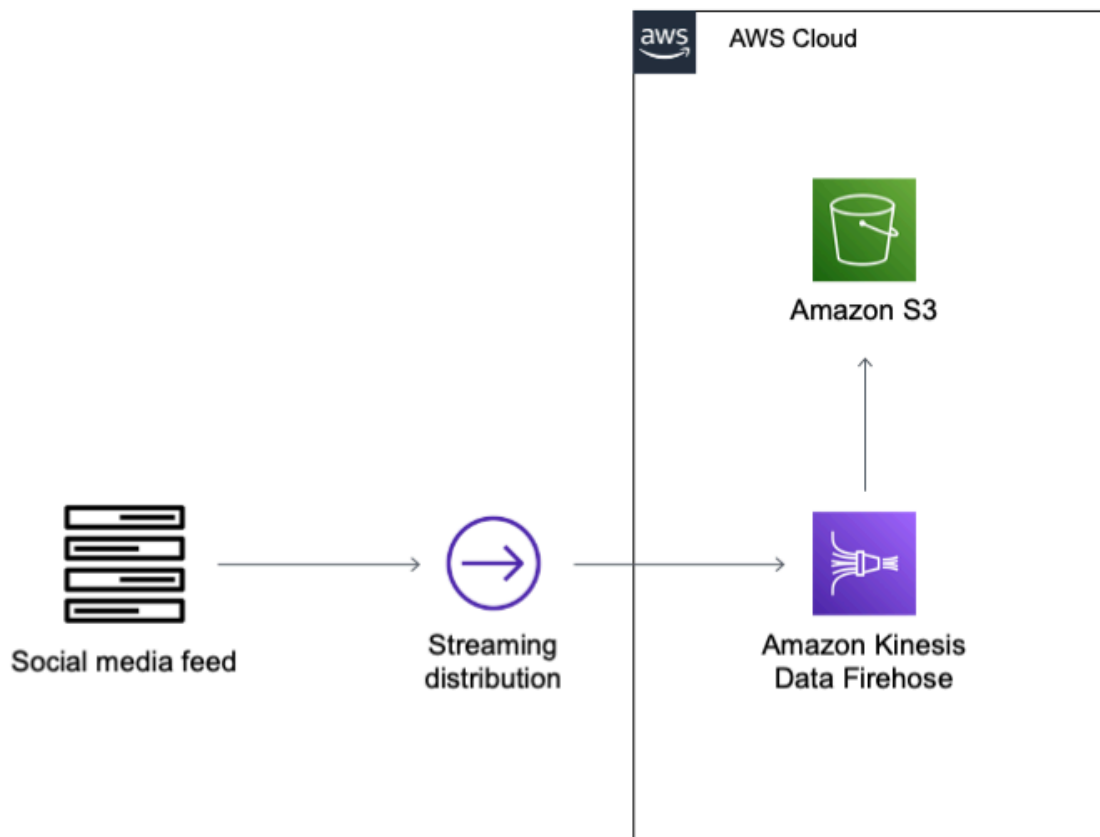 aws
AWS Cloud
Amazon S3
Social media feed
Streaming
distribution
Amazon Kinesis
Data Firehose